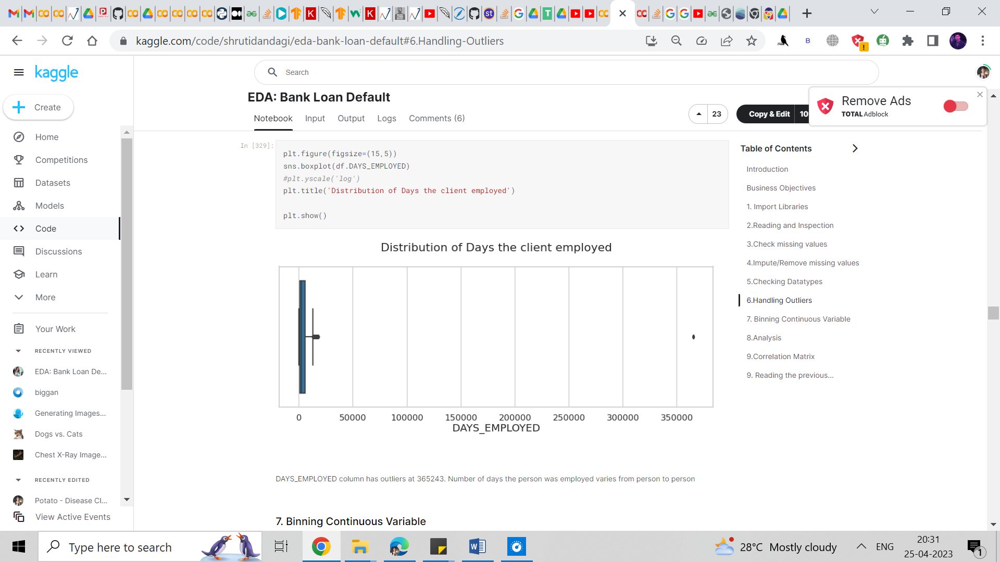 kaggle.com/code/shrutidandagi/eda-bank-loan-default#6.Handling-Outliers
B
!
kaggle
Search
Create
Home
Competitions
Datasets
Models
Code
Discussions
Learn
More
Your Work
RECENTLY VIEWED
EDA: Bank Loan De...
biggan
Generating Images...
Dogs vs. Cats
Chest X-Ray Image...
RECENTLY EDITED
Potato - Disease Cl...
View Active Events
EDA: Bank Loan Default
Notebook Input Output Logs Comments (6)
23
Copy & Edit 10
Remove Ads
TOTAL Adblock
In [329]:
plt.figure(figsize=(15,5))
sns.boxplot(df.DAYS_EMPLOYED)
#plt.yscale('log')
plt.title('Distribution of Days the client employed')
plt.show()
Distribution of Days the client employed
0 50000 100000 150000 200000 250000 300000 350000
DAYS_EMPLOYED
DAYS_EMPLOYED column has outliers at 365243. Number of days the person was employed varies from person to person
7. Binning Continuous Variable
Table of Contents
Introduction
Business Objectives
1. Import Libraries
2.Reading and Inspection
3.Check missing values
4.Impute/Remove missing values
5.Checking Datatypes
6.Handling Outliers
7. Binning Continuous Variable
8.Analysis
9.Correlation Matrix
9. Reading the previous...
Type here to search
28°C Mostly cloudy
ENG
20:31
25-04-2023
1